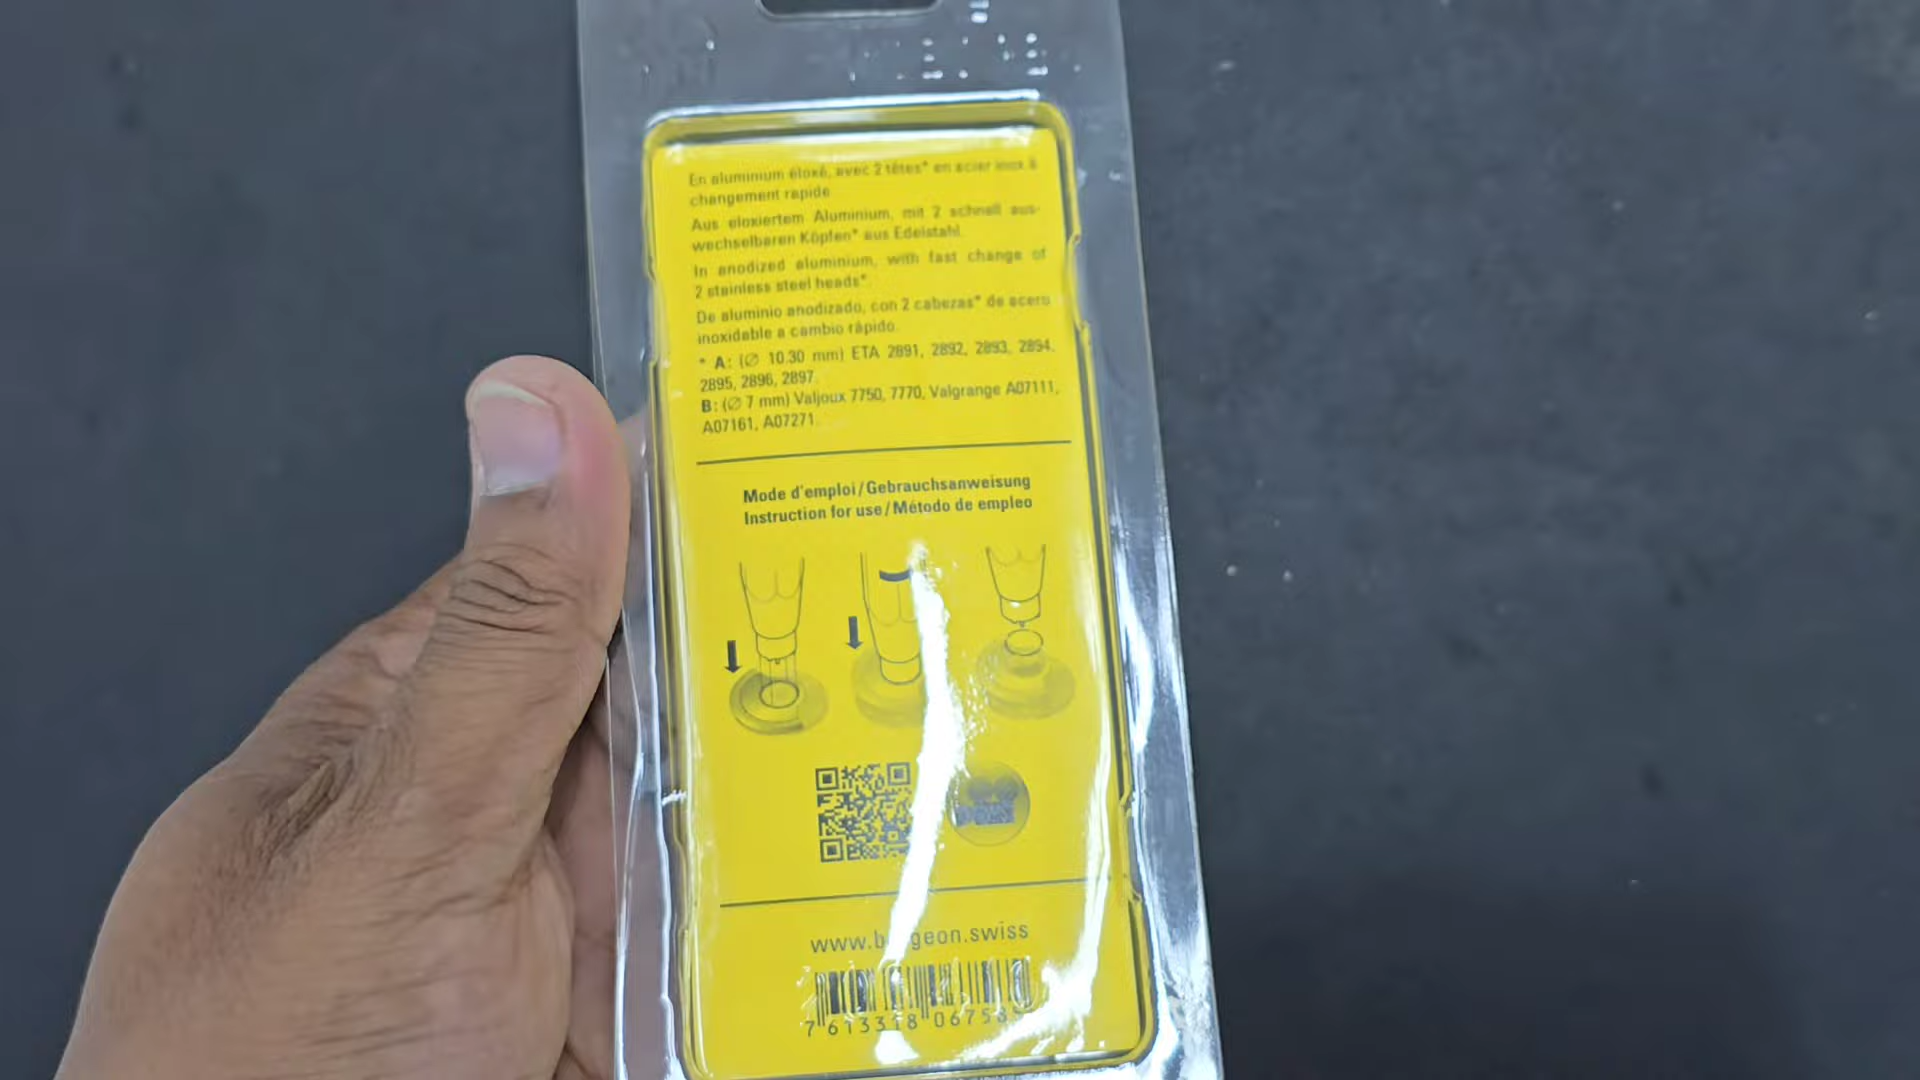 En aluminium éloxé, avec 2 têtes* en acier inox à
changement rapide
Aus eloxiertem Aluminium, mit 2 schnell aus-
wechselbaren Köpfen* aus Edelstahl.
In anodized aluminium, with fast change of
2 stainless steel heads*.
De aluminio anodizado, con 2 cabezas* de acero
inoxidable a cambio rápido.
* A: (∅ 10.30 mm) ETA 2891, 2892, 2893, 2894,
2895, 2896, 2897.
B: (∅ 7 mm) Valjoux 7750, 7770, Valgrange A07111,
A07161, A07271.
Mode d'emploi/Gebrauchsanweisung
Instruction for use/Método de empleo
7 613318